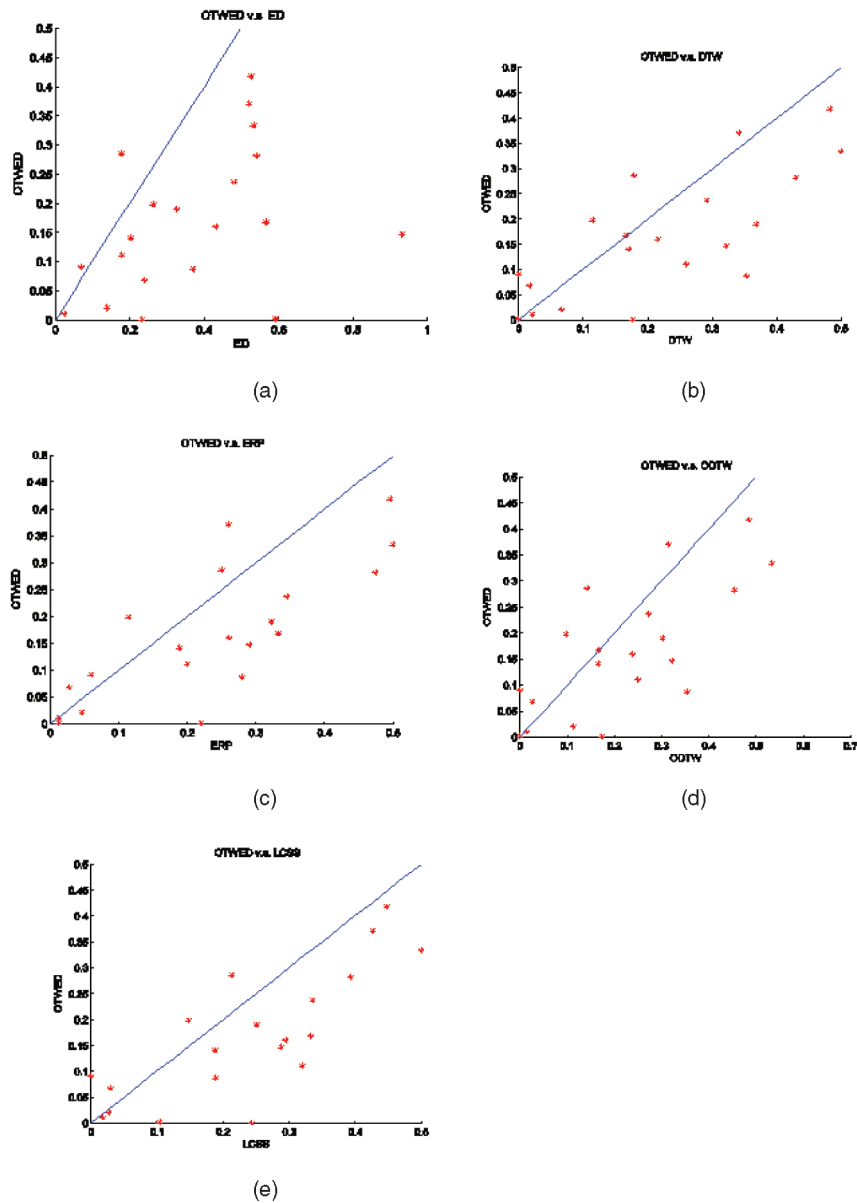 OTWED v.s. ED
0.5
0.45
0.4
0.35
0.3
0.25
0.2
0.15
0.1
0.05
0
OTWED
0 0.2 0.4 0.6 0.8 1
ED
(a)
OTWED v.s. DTW
0.5
0.45
0.4
0.35
0.3
0.25
0.2
0.15
0.1
0.05
0
OTWED
0 0.1 0.2 0.3 0.4 0.5
DTW
(b)
OTWED v.s. ERP
0.5
0.45
0.4
0.35
0.3
0.25
0.2
0.15
0.1
0.05
0
OTWED
0 0.1 0.2 0.3 0.4 0.5
ERP
(c)
OTWED v.s. ODTW
0.5
0.45
0.4
0.35
0.3
0.25
0.2
0.15
0.1
0.05
0
OTWED
0 0.1 0.2 0.3 0.4 0.5 0.6 0.7
ODTW
(d)
OTWED v.s. LCSS
0.5
0.45
0.4
0.35
0.3
0.25
0.2
0.15
0.1
0.05
0
OTWED
0 0.1 0.2 0.3 0.4 0.5
LCSS
(e)